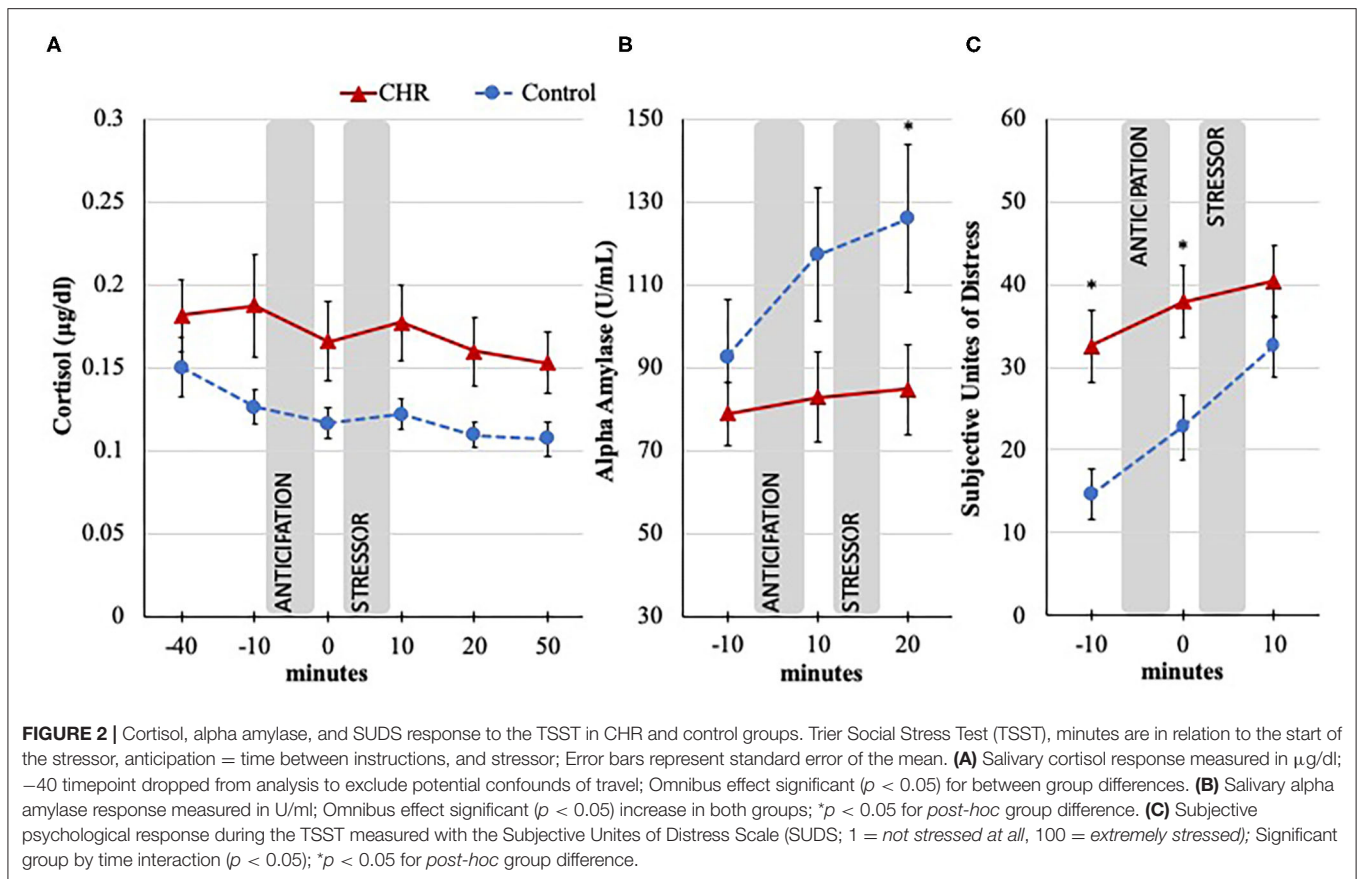 A
B
C
CHR
Control
0.3
0.25
0.2
0.15
0.1
0.05
0
Cortisol (µg/dl)
ANTICIFATION
STRESSOR
-40 -10 0 10 20 50
minutes
150
130
110
90
70
50
30
Alpha Amylase (U/mL)
ANTICIFATION
STRESSOR
*
-10 10 20
minutes
60
50
40
30
20
10
0
Subjective Unites of Distress
ANTICIPATION
STRESSOR
*
*
-10 0 10
minutes
FIGURE 2 | Cortisol, alpha amylase, and SUDS response to the TSST in CHR and control groups. Trier Social Stress Test (TSST), minutes are in relation to the start of
the stressor, anticipation = time between instructions, and stressor; Error bars represent standard error of the mean. (A) Salivary cortisol response measured in µg/dl;
−40 timepoint dropped from analysis to exclude potential confounds of travel; Omnibus effect significant (p < 0.05) for between group differences. (B) Salivary alpha
amylase response measured in U/ml; Omnibus effect significant (p < 0.05) increase in both groups; *p < 0.05 for post-hoc group difference. (C) Subjective
psychological response during the TSST measured with the Subjective Unites of Distress Scale (SUDS; 1 = not stressed at all, 100 = extremely stressed); Significant
group by time interaction (p < 0.05); *p < 0.05 for post-hoc group difference.